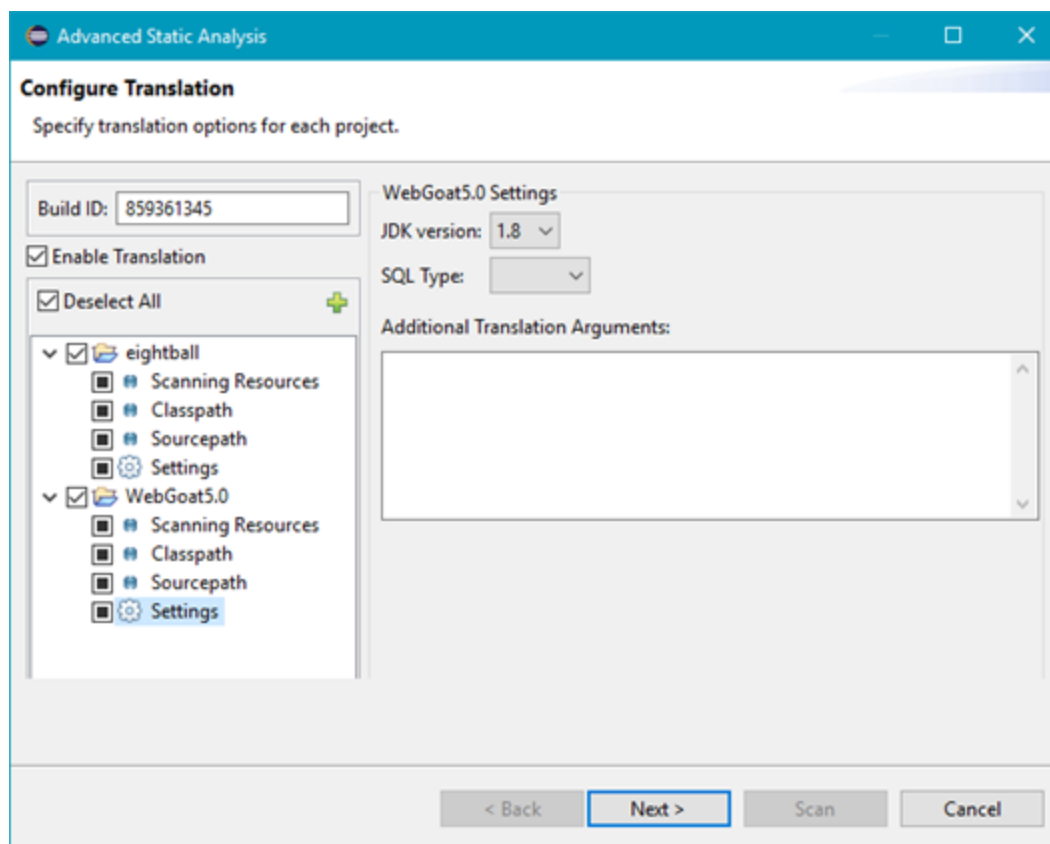 Advanced Static Analysis
Configure Translation
Specify translation options for each project.
Build ID: 859361345
Enable Translation
Deselect All
eightball
Scanning Resources
Classpath
Sourcepath
Settings
WebGoat5.0
Scanning Resources
Classpath
Sourcepath
Settings
WebGoat5.0 Settings
JDK version: 1.8
SQL Type:
Additional Translation Arguments:
< Back Next > Scan Cancel